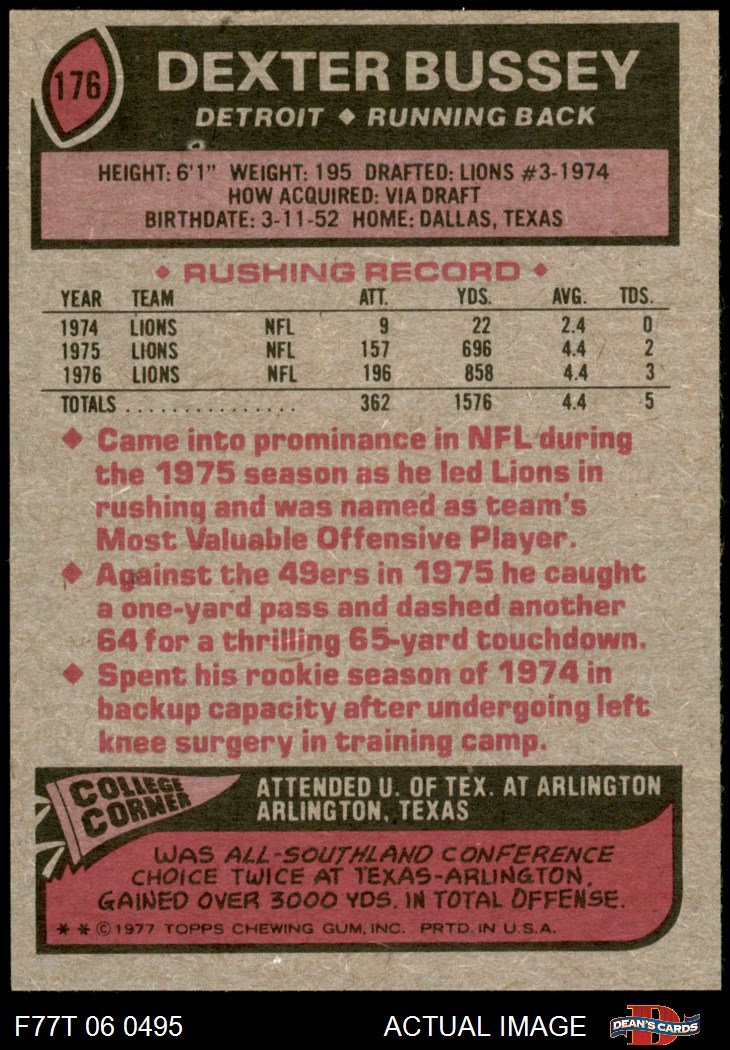 176
DEXTER BUSSEY
DETROIT ◆ RUNNING BACK
HEIGHT: 6'1" WEIGHT: 195 DRAFTED: LIONS #3-1974
HOW ACQUIRED: VIA DRAFT
BIRTHDATE: 3-11-52 HOME: DALLAS, TEXAS
◆ RUSHING RECORD ◆
YEAR TEAM ATT. YDS. AVG. TDS.
1974 LIONS NFL 9 22 2.4 0
1975 LIONS NFL 157 696 4.4 2
1976 LIONS NFL 196 858 4.4 3
TOTALS ............... 362 1576 4.4 5
◆ Came into prominance in NFL during
the 1975 season as he led Lions in
rushing and was named as team's
Most Valuable Offensive Player.
◆ Against the 49ers in 1975 he caught
a one-yard pass and dashed another
64 for a thrilling 65-yard touchdown.
◆ Spent his rookie season of 1974 in
backup capacity after undergoing left
knee surgery in training camp.
COLLEGE
CORNER
ATTENDED U. OF TEX. AT ARLINGTON
ARLINGTON, TEXAS
WAS ALL-SOUTHLAND CONFERENCE
CHOICE TWICE AT TEXAS-ARLINGTON,
GAINED OVER 3000 YDS. IN TOTAL OFFENSE.
* * © 1977 TOPPS CHEWING GUM, INC. PRTD. IN U.S.A.
F77T 06 0495 ACTUAL IMAGE DEAN'S CARDS